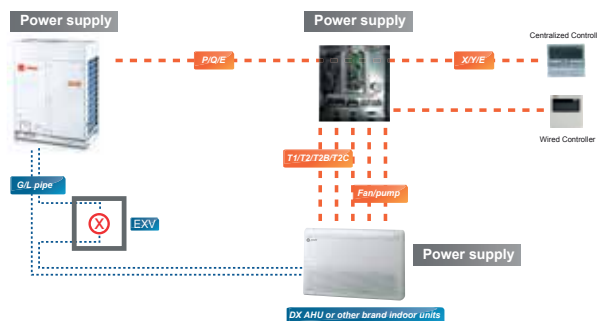 Power supply
Power supply
Centralized Controll
P/Q/E
X/Y/E
Wired Controller
T1/T2/T2B/T2C
G/L pipe
Fan/pump
X
EXV
Power supply
DX AHU or other brand indoor units